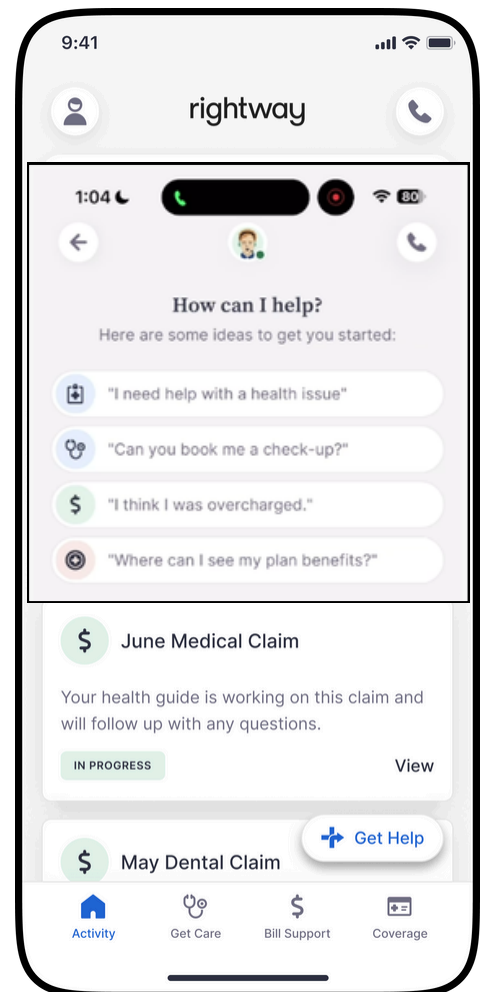 9:41
rightway
1:04
80
How can I help?
Here are some ideas to get you started:
"I need help with a health issue"
"Can you book me a check-up?"
$ "I think I was overcharged."
"Where can I see my plan benefits?"
$ June Medical Claim
Your health guide is working on this claim and
will follow up with any questions.
IN PROGRESS View
Get Help
$ May Dental Claim
$
Activity Get Care Bill Support Coverage